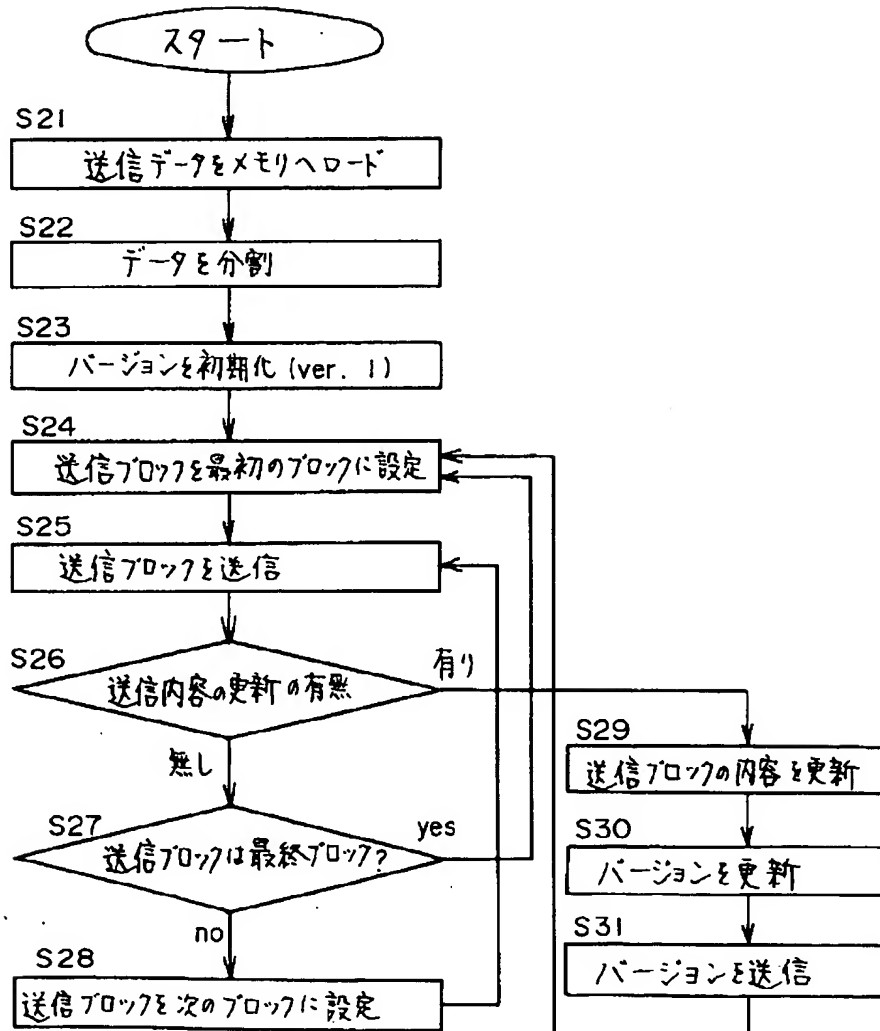 スタート
S21
送信データをメモリへロード
S22
データを分割
S23
バージョンを初期化 (ver. 1)
S24
送信ブロックを最初のブロックに設定
S25
送信ブロックを送信
S26
送信内容の更新の有無
有り
無し
S27
送信ブロックは最終ブロック?
yes
no
S28
送信ブロックを次のブロックに設定
S29
送信ブロックの内容を更新
S30
バージョンを更新
S31
バージョンを送信